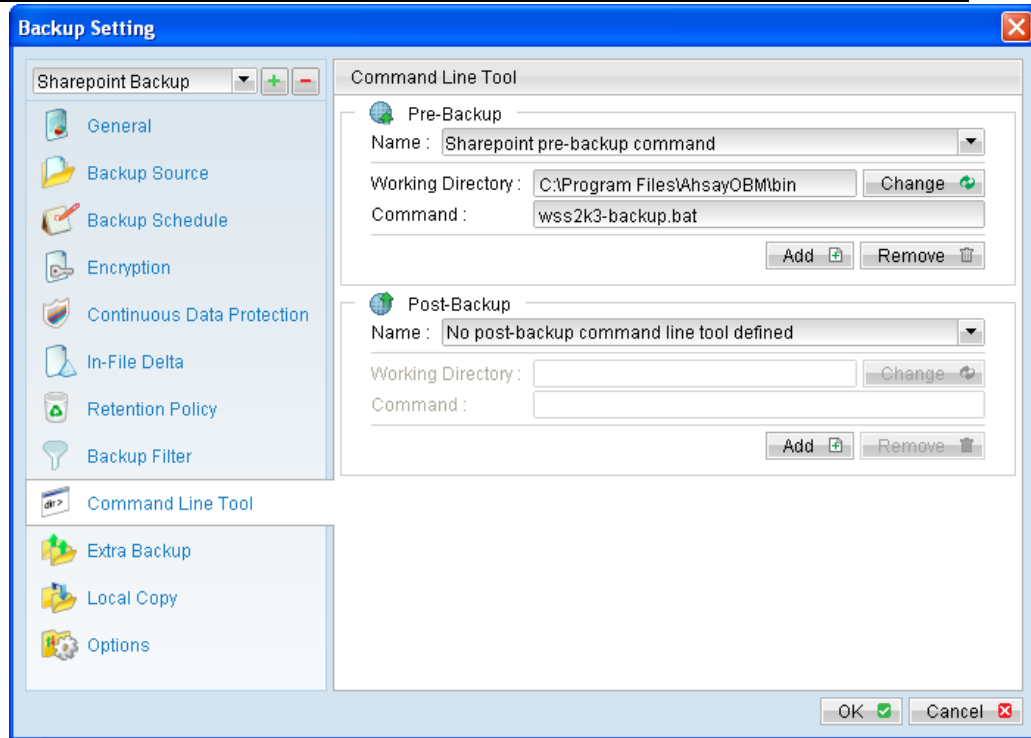 Backup Setting
Sharepoint Backup
General
Backup Source
Backup Schedule
Encryption
Continuous Data Protection
In-File Delta
Retention Policy
Backup Filter
dir>
Command Line Tool
Extra Backup
Local Copy
Options
Command Line Tool
Pre-Backup
Name : Sharepoint pre-backup command
Working Directory : C:\Program Files\AhsayOBM\bin Change
Command : wss2k3-backup.bat
Add Remove
Post-Backup
Name : No post-backup command line tool defined
Working Directory : Change
Command :
Add Remove
OK Cancel